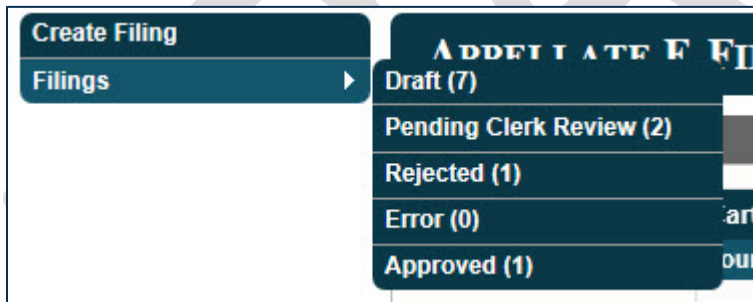 Create Filing
Filings
Draft (7)
Pending Clerk Review (2)
Rejected (1)
Error (0)
Approved (1)